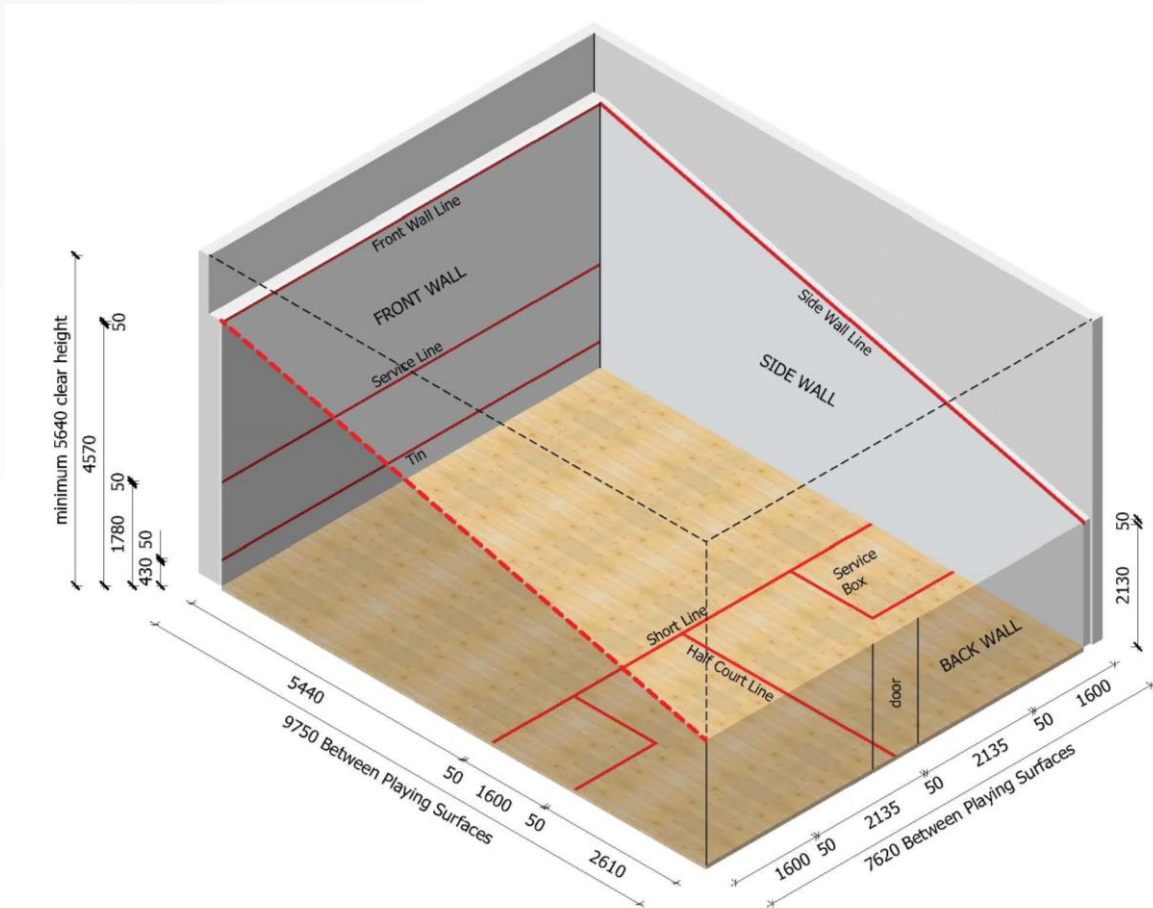 Front Wall Line
FRONT WALL
Service Line
Tin
Side Wall Line
SIDE WALL
minimum 5640 clear height
50
4570
50
1780
50
430
Service
Box
Short Line
Half Court Line
door
BACK WALL
50
2130
5440
50
1600
50
2610
9750 Between Playing Surfaces
1600
50
2135
50
2135
50
1600
7620 Between Playing Surfaces